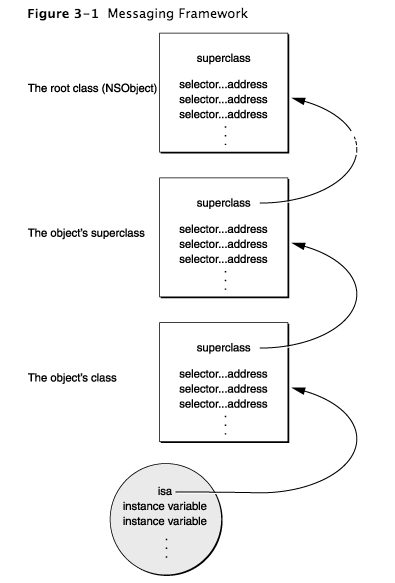 Figure 3-1 Messaging Framework
superclass
The root class (NSObject)
selector...address
selector...address
selector...address
.
.
.
superclass
The object's superclass
selector...address
selector...address
selector...address
.
.
.
superclass
The object's class
selector...address
selector...address
selector...address
.
.
.
isa
instance variable
instance variable
.
.
.